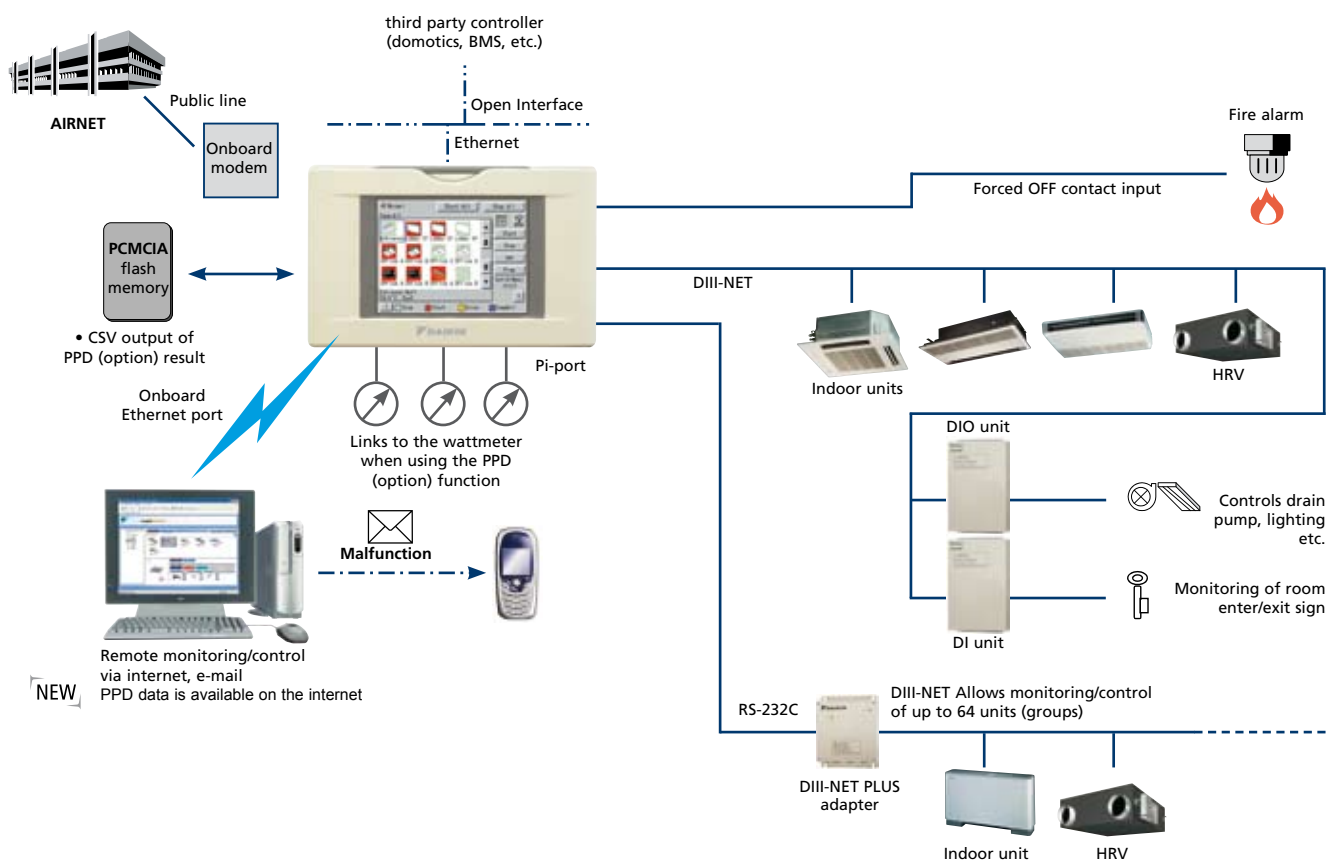 third party controller
(domotics, BMS, etc.)
Public line
Open Interface
AIRNET
Ethernet
Onboard
modem
Fire alarm
Forced OFF contact input
PCMCIA
flash
memory
DIII-NET
DAIKIN
• CSV output of
PPD (option) result
Pi-port
Indoor units
HRV
Onboard
Ethernet port
Links to the wattmeter
when using the PPD
(option) function
DIO unit
Controls drain
pump, lighting
etc.
Malfunction
Monitoring of room
enter/exit sign
DI unit
Remote monitoring/control
via internet, e-mail
NEW
PPD data is available on the internet
RS-232C
DIII-NET Allows monitoring/control
of up to 64 units (groups)
DIII-NET PLUS
adapter
Indoor unit
HRV